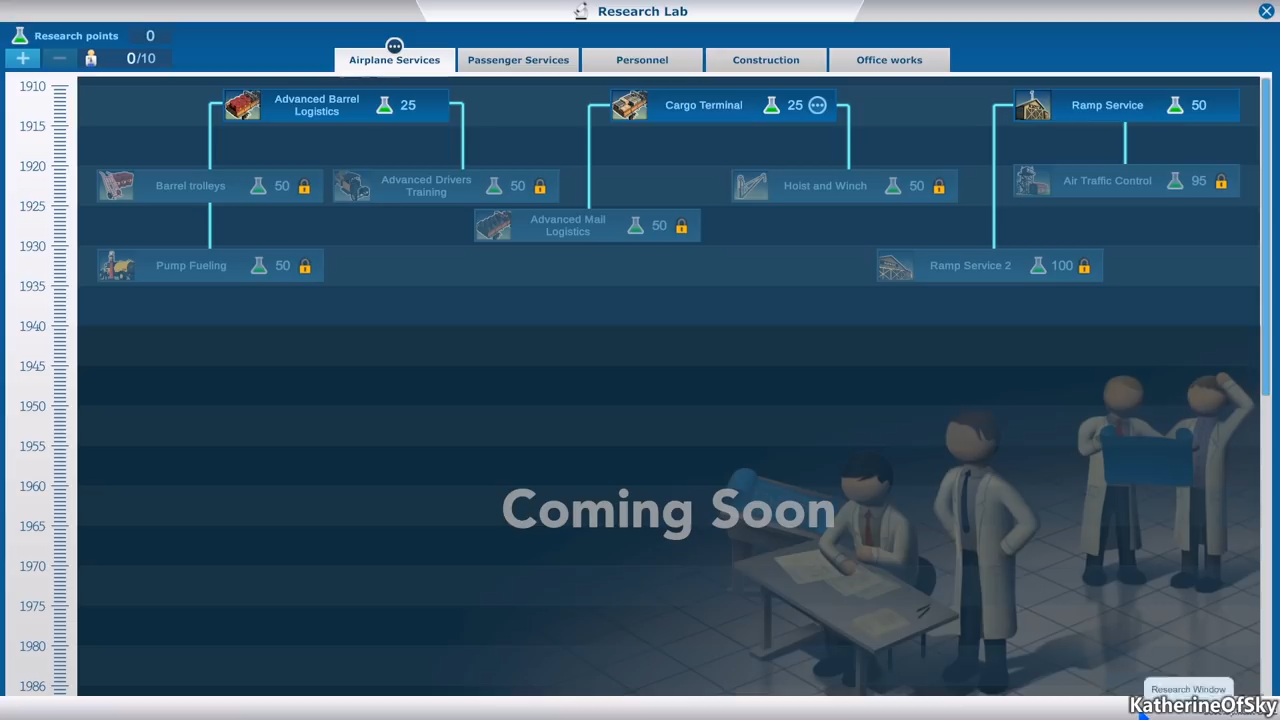 Research Lab
Research points 0
0/10
Airplane Services
Passenger Services
Personnel
Construction
Office works
1910
1915
1920
1925
1930
1935
1940
1945
1950
1955
1960
1965
1970
1975
1980
1986
Advanced Barrel
Logistics
25
Cargo Terminal 25
Ramp Service 50
Barrel trolleys 50
Advanced Drivers
Training
50
Hoist and Winch 50
Air Traffic Control 95
Advanced Mail
Logistics
50
Pump Fueling 50
Ramp Service 2 100
Coming Soon
Research Window
KatherineOfSky